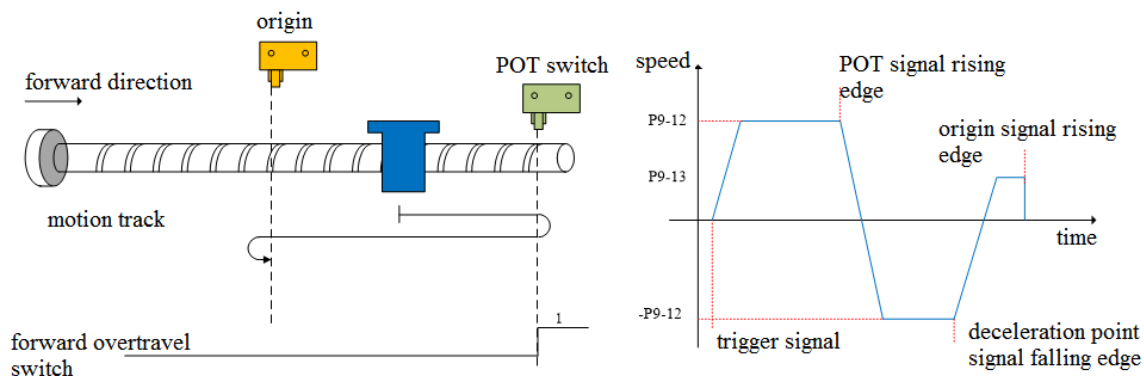 origin
POT switch
forward direction
motion track
forward overtravel
switch
1
speed
POT signal rising
edge
P9-12
origin signal rising
edge
P9-13
time
-P9-12
trigger signal
deceleration point
signal falling edge